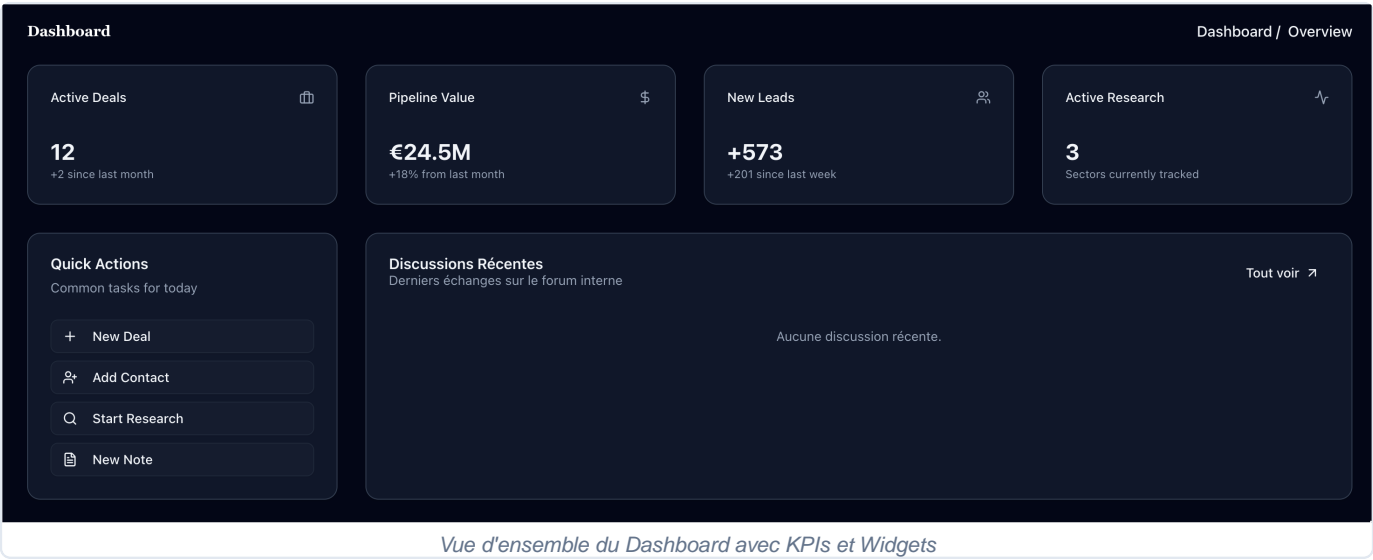 Dashboard
Dashboard / Overview
Active Deals
12
+2 since last month
Pipeline Value
€24.5M
+18% from last month
New Leads
+573
+201 since last week
Active Research
3
Sectors currently tracked
Quick Actions
Common tasks for today
New Deal
Add Contact
Start Research
New Note
Discussions Récentes
Derniers échanges sur le forum interne
Tout voir
Aucune discussion récente.
Vue d'ensemble du Dashboard avec KPIs et Widgets